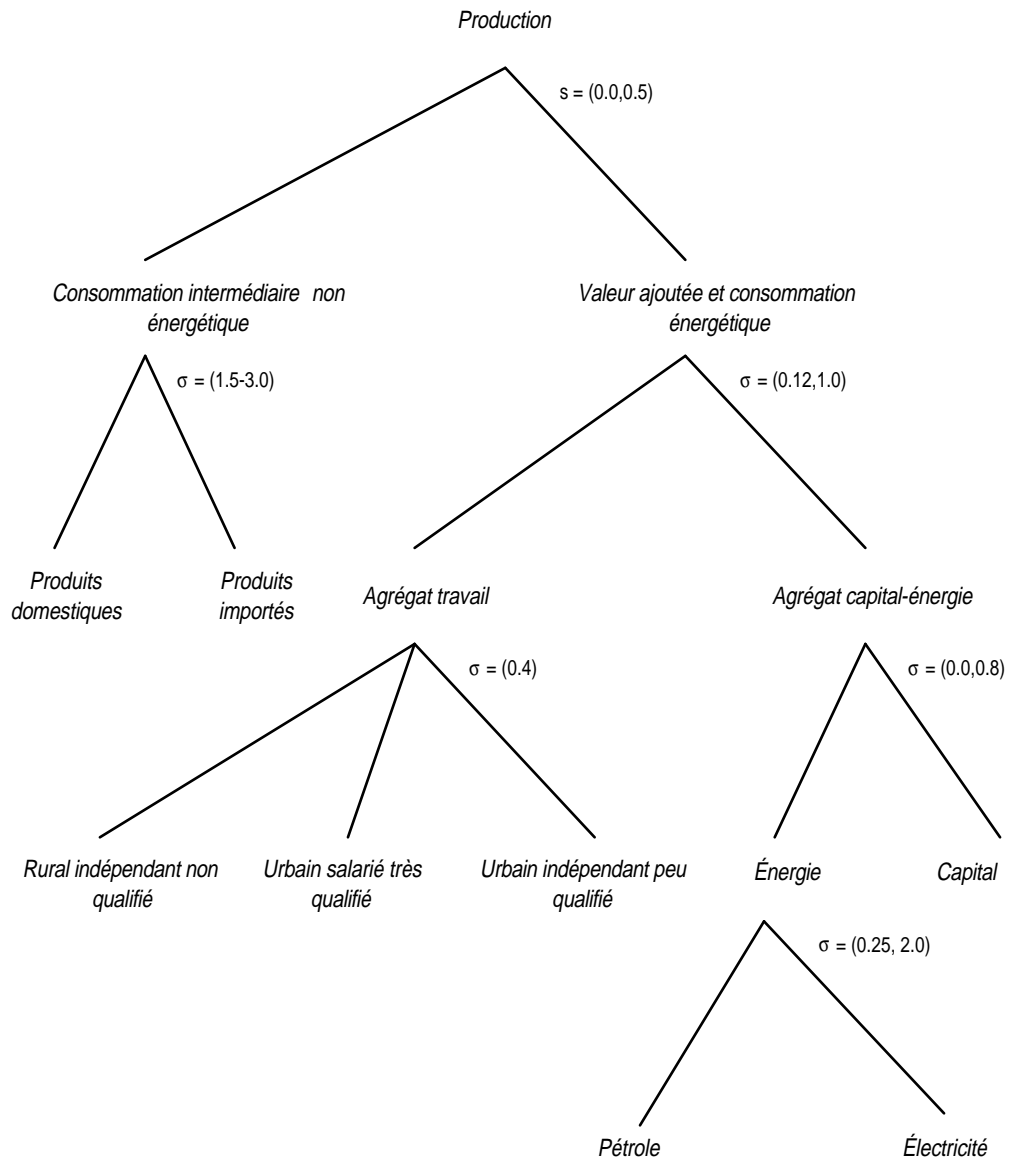 Production
s = (0.0,0.5)
Consommation intermédiaire non
énergétique
Valeur ajoutée et consommation
énergétique
σ = (1.5-3.0)
σ = (0.12,1.0)
Produits
domestiques
Produits
importés
Agrégat travail
Agrégat capital-énergie
σ = (0.4)
σ = (0.0,0.8)
Rural indépendant non
qualifié
Urbain salarié très
qualifié
Urbain indépendant peu
qualifié
Énergie
Capital
σ = (0.25, 2.0)
Pétrole
Électricité